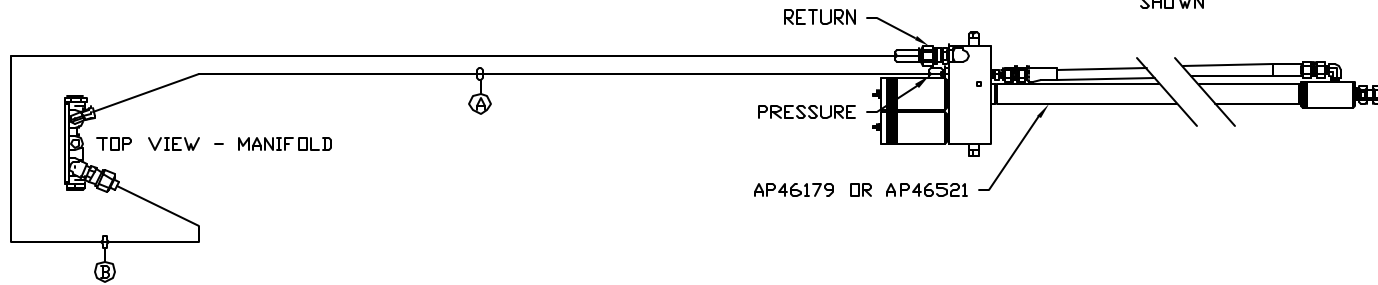 SHOWN
RETURN
A
PRESSURE
TOP VIEW - MANIFOLD
AP46179 OR AP46521
B